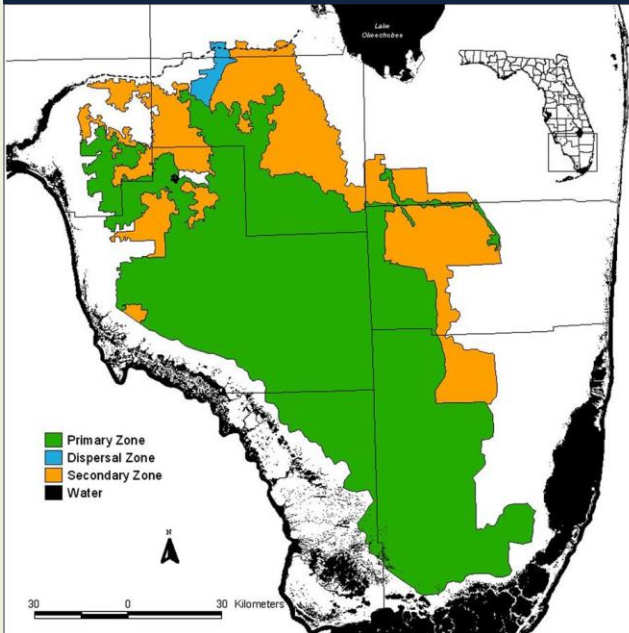 Lake
Okeechobee
Primary Zone
Dispersal Zone
Secondary Zone
Water
N
30 0 30 Kilometers